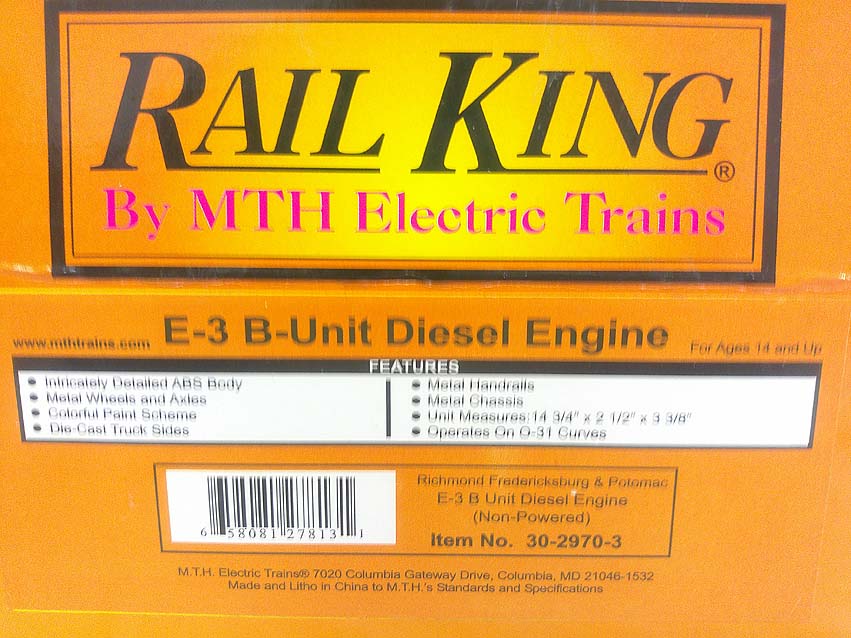 RAIL KING®
By MTH Electric Trains
www.mthtrains.com E-3 B-Unit Diesel Engine For Ages 14 and Up
FEATURES
• Intricately Detailed ABS Body
• Metal Wheels and Axles
• Colorful Paint Scheme
• Die-Cast Truck Sides
• Metal Handrails
• Metal Chassis
• Unit Measures: 14 3/4" x 2 1/2" x 3 3/8"
• Operates On O-31 Curves
6 58081 27813 1
Richmond Fredericksburg & Potomac
E-3 B Unit Diesel Engine
(Non-Powered)
Item No. 30-2970-3
M.T.H. Electric Trains® 7020 Columbia Gateway Drive, Columbia, MD 21046-1532
Made and Litho in China to M.T.H.'s Standards and Specifications